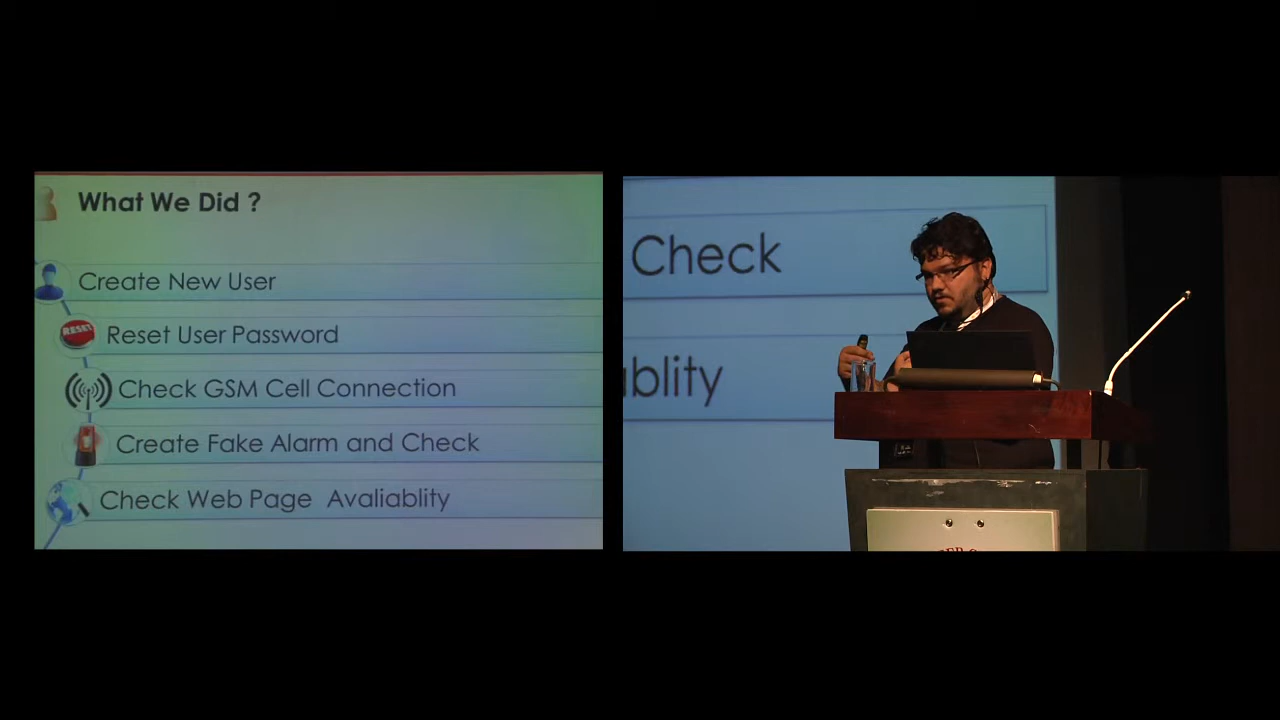 What We Did ?
Create New User
RESET
Reset User Password
Check GSM Cell Connection
Create Fake Alarm and Check
Check Web Page Avaliablity
Check
ablity